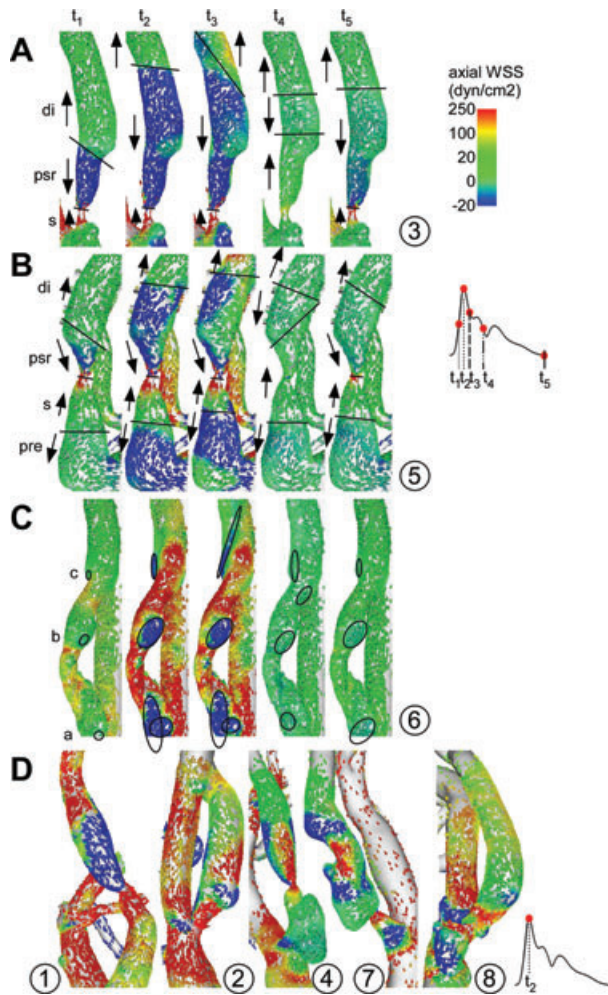 t1 t2 t3 t4 t5
A
di
psr
s
3
axial WSS
(dyn/cm2)
250
100
20
0
-20
B
di
psr
s
pre
5
t1 t2 t3 t4 t5
C
c
b
a
6
D
1 2 4 7 8
t2